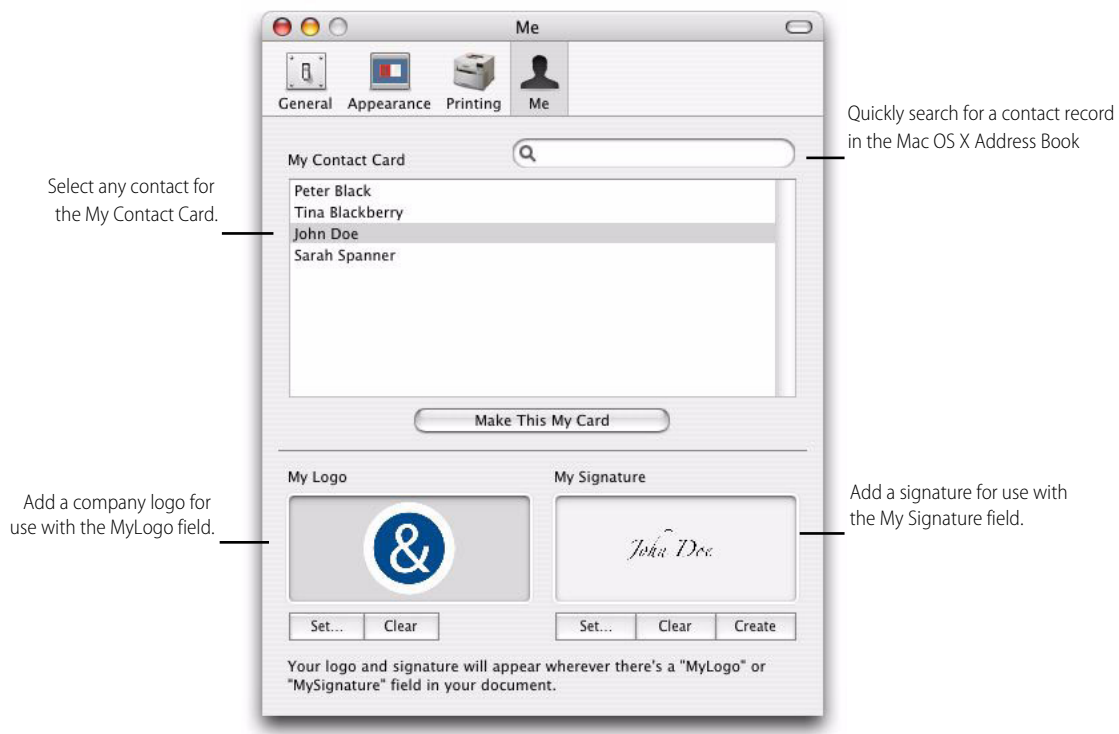 Me
General Appearance Printing Me
Quickly search for a contact record
in the Mac OS X Address Book
My Contact Card
Select any contact for
the My Contact Card.
Peter Black
Tina Blackberry
John Doe
Sarah Spanner
Make This My Card
My Logo
My Signature
Add a company logo for
use with the MyLogo field.
&
John Doe
Add a signature for use with
the My Signature field.
Set... Clear
Set... Clear Create
Your logo and signature will appear wherever there's a "MyLogo" or
"MySignature" field in your document.